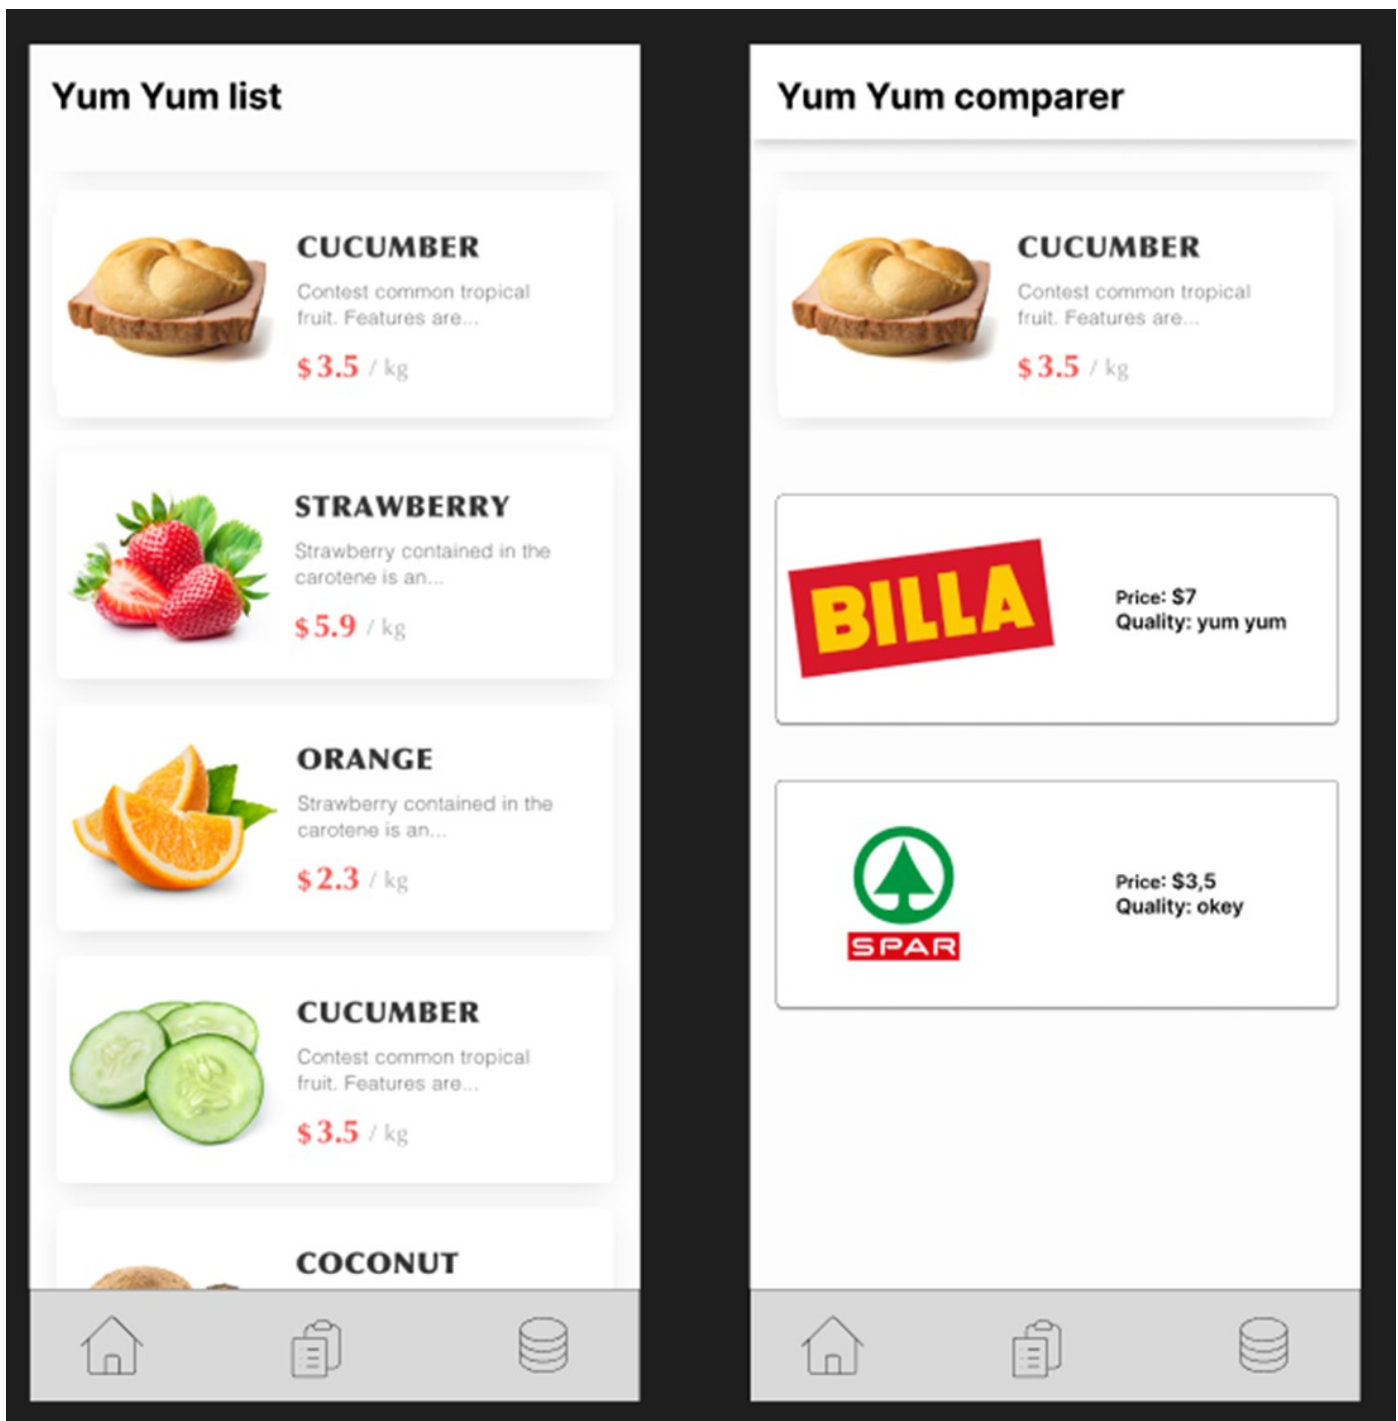 Yum Yum list
CUCUMBER
Contest common tropical
fruit. Features are...
$3.5 / kg
STRAWBERRY
Strawberry contained in the
carotene is an...
$5.9 / kg
ORANGE
Strawberry contained in the
carotene is an...
$2.3 / kg
CUCUMBER
Contest common tropical
fruit. Features are...
$3.5 / kg
COCONUT
Yum Yum comparer
CUCUMBER
Contest common tropical
fruit. Features are...
$3.5 / kg
BILLA
Price: $7
Quality: yum yum
SPAR
Price: $3,5
Quality: okey